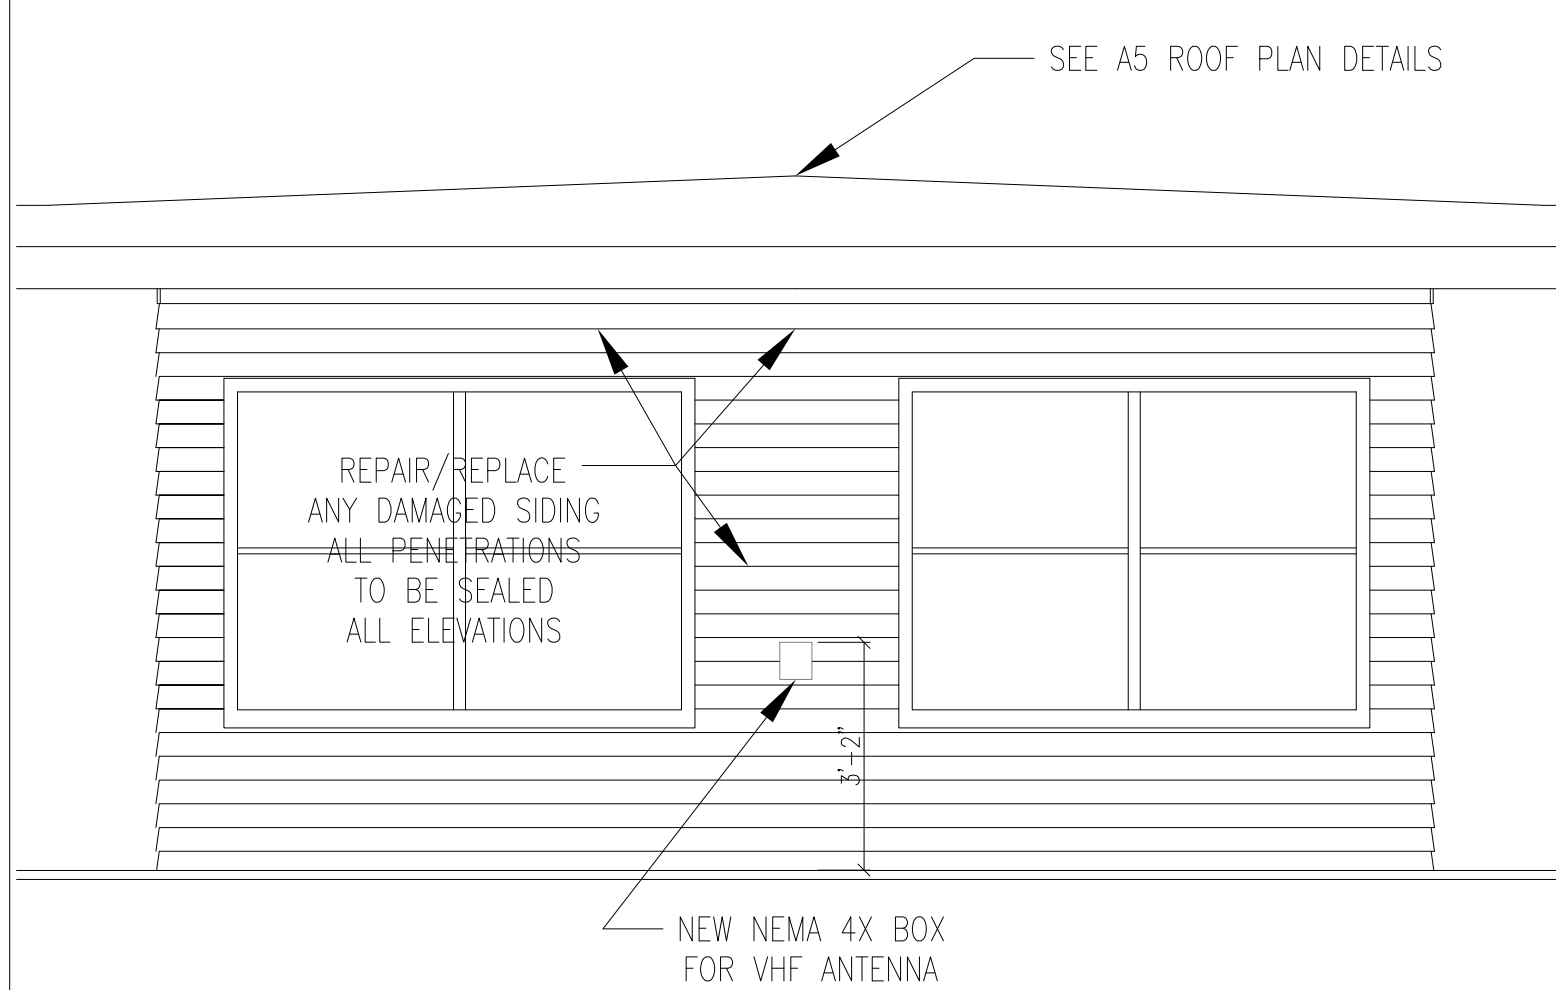 SEE A5 ROOF PLAN DETAILS
REPAIR/REPLACE
ANY DAMAGED SIDING
ALL PENETRATIONS
TO BE SEALED
ALL ELEVATIONS
3'-2"
NEW NEMA 4X BOX
FOR VHF ANTENNA